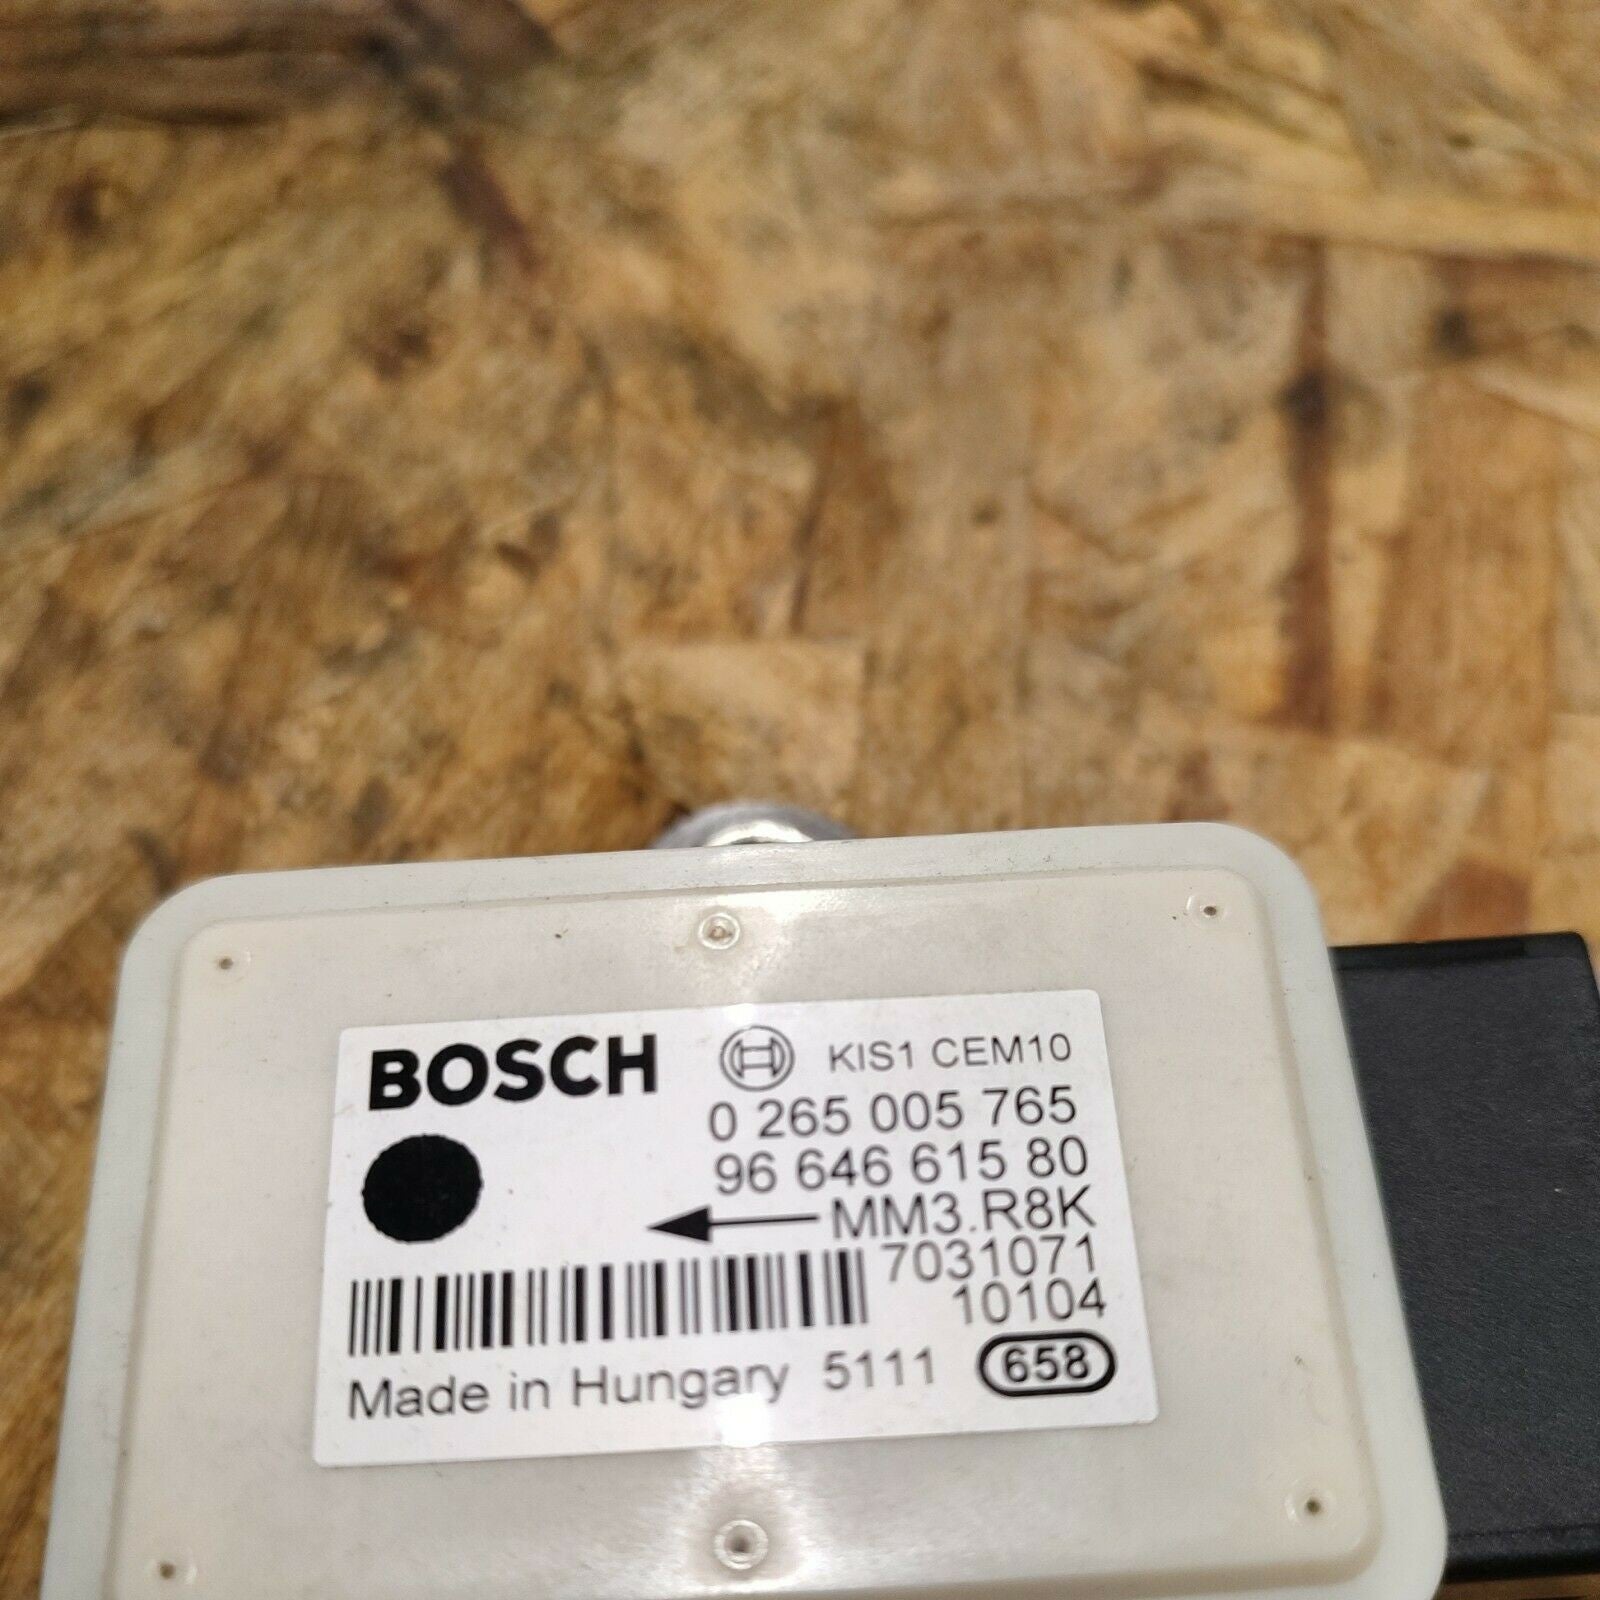 BOSCH KIS1 CEM10
0 265 005 765
96 646 615 80
MM3.R8K
7031071
10104
Made in Hungary 5111 658